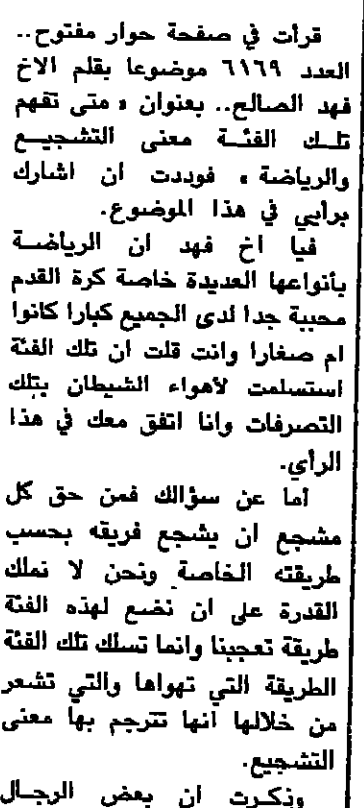 قرأت في صفحة حوار مفتوح..
العدد ٦١٦٩ موضوعا بقلم الاخ
فهد الصالح.. بعنوان « متى تفهم
تلك الفئة معنى التشجيع
والرياضة » فوددت ان اشارك
برأيي في هذا الموضوع.
فيا اخ فهد ان الرياضة
بأنواعها العديدة خاصة كرة القدم
محببة جدا لدى الجميع كبارا كانوا
ام صغارا وانت قلت ان تلك الفئة
استسلمت لأهواء الشيطان بتلك
التصرفات وانا اتفق معك في هذا
الرأي.
أما عن سؤالك فمن حق كل
مشجع ان يشجع فريقه بحسب
طريقته الخاصة ونحن لا نملك
القدرة على ان نضع لهذه الفئة
طريقة تعجبنا وانما تسلك تلك الفئة
الطريقة التي تهواها والتي تشعر
من خلالها انها تترجم بها معنى
التشجيع.
وذكرت ان بعض الرجال